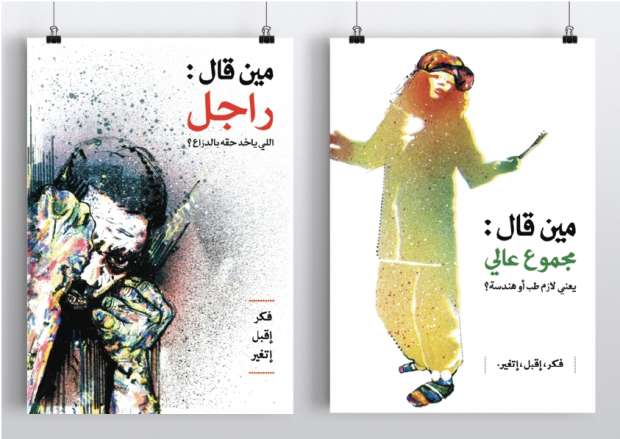 مين قال :
راجل
اللي ياخد حقه بالدراع؟
فكر
إقبل
إتغير
مين قال :
مجموع عالي
يعني لازم طب أو هندسة؟
فكر، إقبل، إتغير.